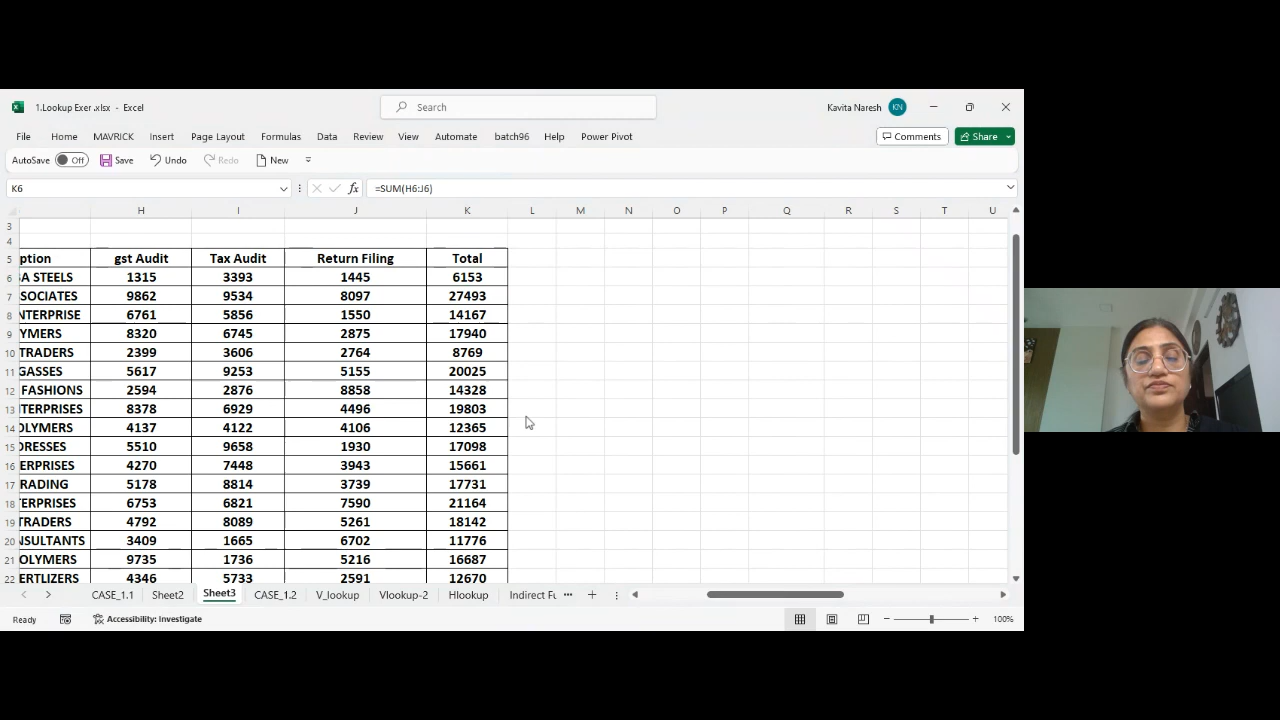 1.Lookup Exer .xlsx - Excel
Search
Kavita Naresh KN
File Home MAVRICK Insert Page Layout Formulas Data Review View Automate batch96 Help Power Pivot Comments Share
AutoSave Off Save Undo Redo New
K6 fx =SUM(H6:J6)
H I J K L M N O P Q R S T U
3
4
5 ption gst Audit Tax Audit Return Filing Total
6 SA STEELS 1315 3393 1445 6153
7 SOCIATES 9862 9534 8097 27493
8 NTERPRISE 6761 5856 1550 14167
9 YMERS 8320 6745 2875 17940
10 TRADERS 2399 3606 2764 8769
11 GASSES 5617 9253 5155 20025
12 FASHIONS 2594 2876 8858 14328
13 TERPRISES 8378 6929 4496 19803
14 OLYMERS 4137 4122 4106 12365
15 DRESSES 5510 9658 1930 17098
16 ERPRISES 4270 7448 3943 15661
17 RADING 5178 8814 3739 17731
18 ERPRISES 6753 6821 7590 21164
19 TRADERS 4792 8089 5261 18142
20 NSULTANTS 3409 1665 6702 11776
21 OLYMERS 9735 1736 5216 16687
22 ERTLIZERS 4346 5733 2591 12670
CASE_1.1 Sheet2 Sheet3 CASE_1.2 V_lookup Vlookup-2 Hlookup Indirect Fu ...
Ready Accessibility: Investigate 100%